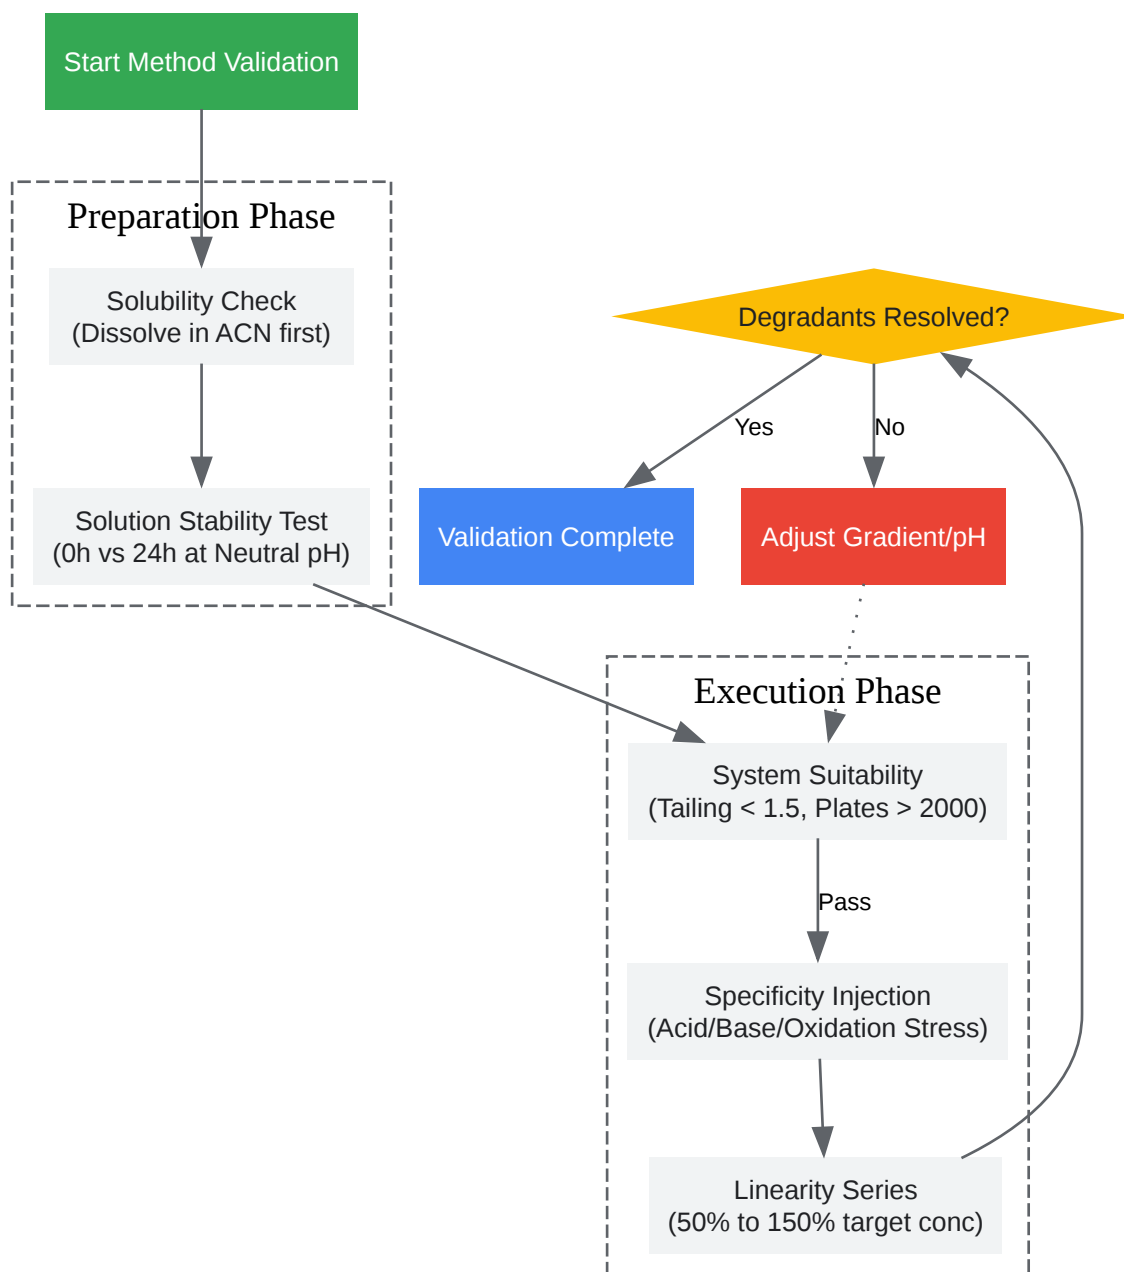 Start Method Validation
Preparation Phase
Solubility Check
(Dissolve in ACN first)
Solution Stability Test
(0h vs 24h at Neutral pH)
Degradants Resolved?
Yes
No
Validation Complete
Adjust Gradient/pH
Execution Phase
System Suitability
(Tailing < 1.5, Plates > 2000)
Pass
Specificity Injection
(Acid/Base/Oxidation Stress)
Linearity Series
(50% to 150% target conc)